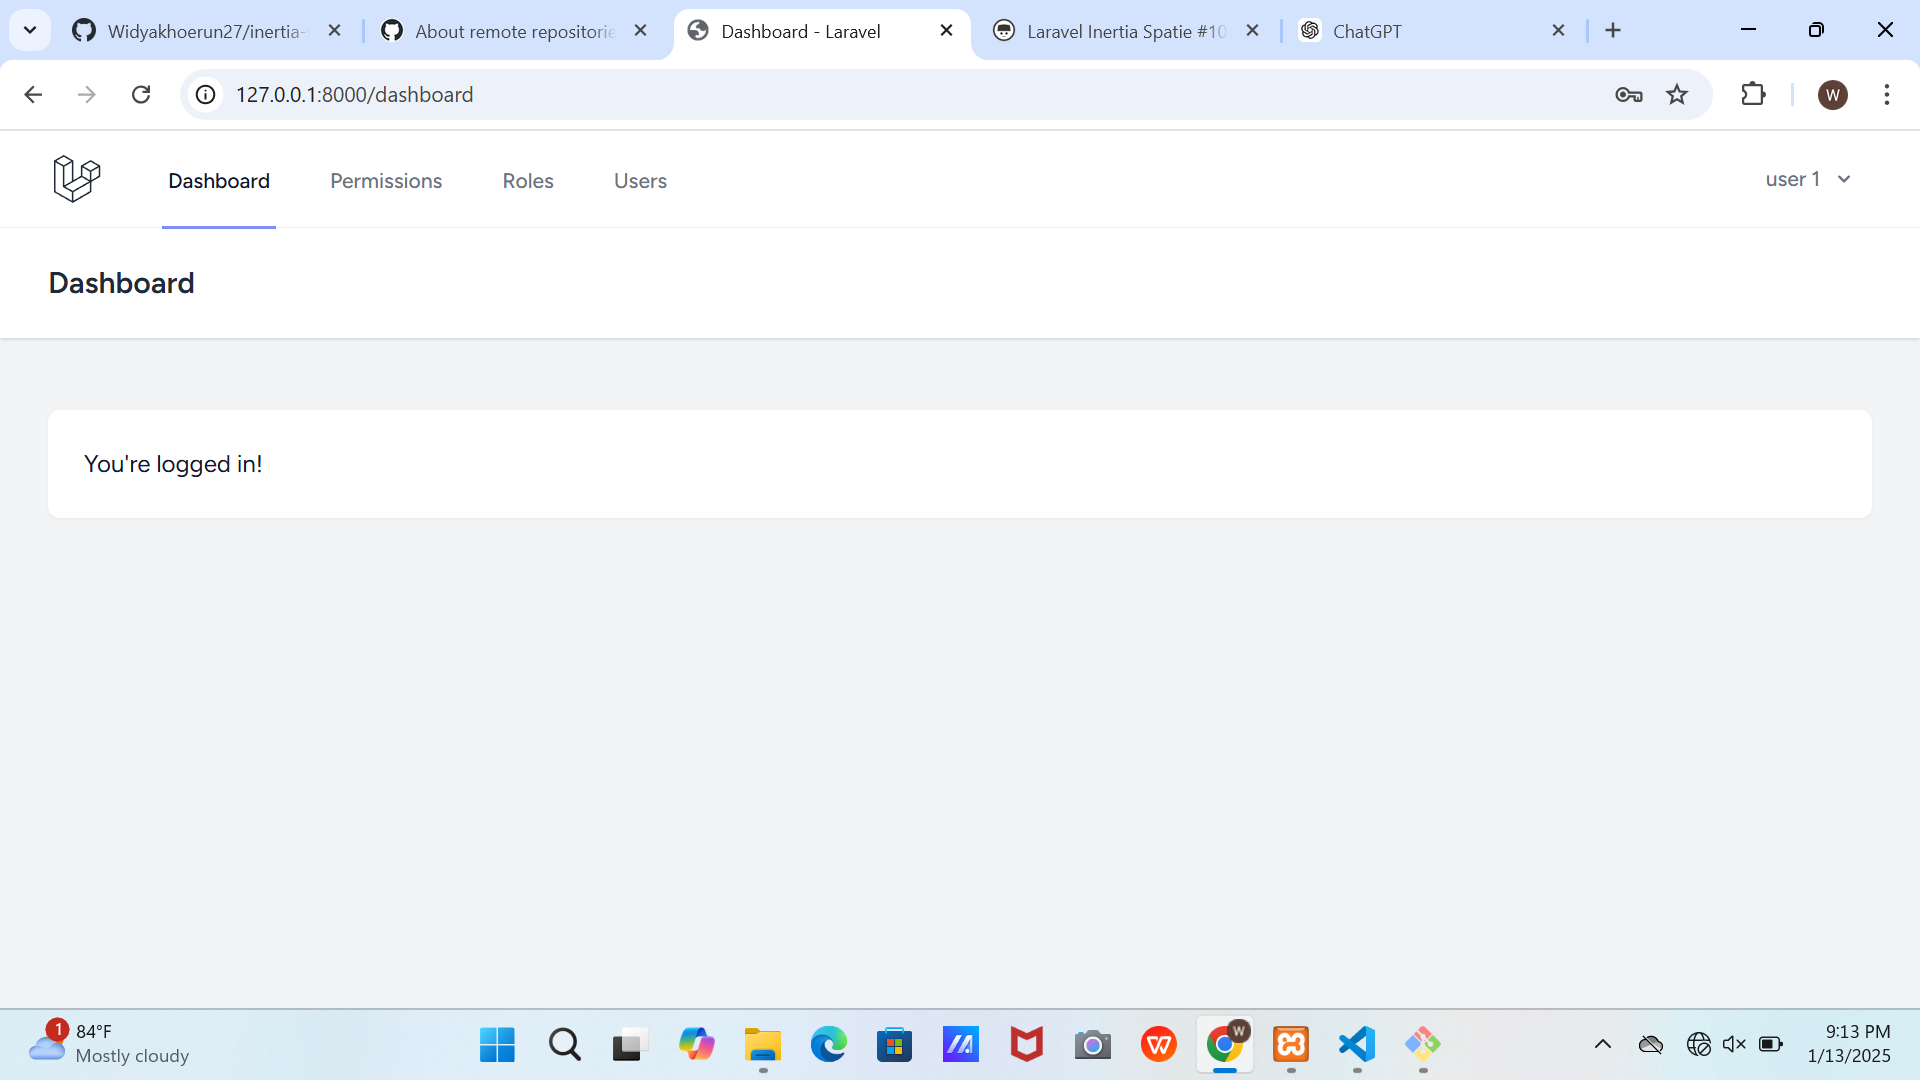 Widyakhoerun27/inertia-
About remote repositorie
Dashboard - Laravel
Laravel Inertia Spatie #10
ChatGPT
127.0.0.1:8000/dashboard
W
Dashboard
Permissions
Roles
Users
user 1
Dashboard
You're logged in!
1
84°F
Mostly cloudy
W
9:13 PM
1/13/2025